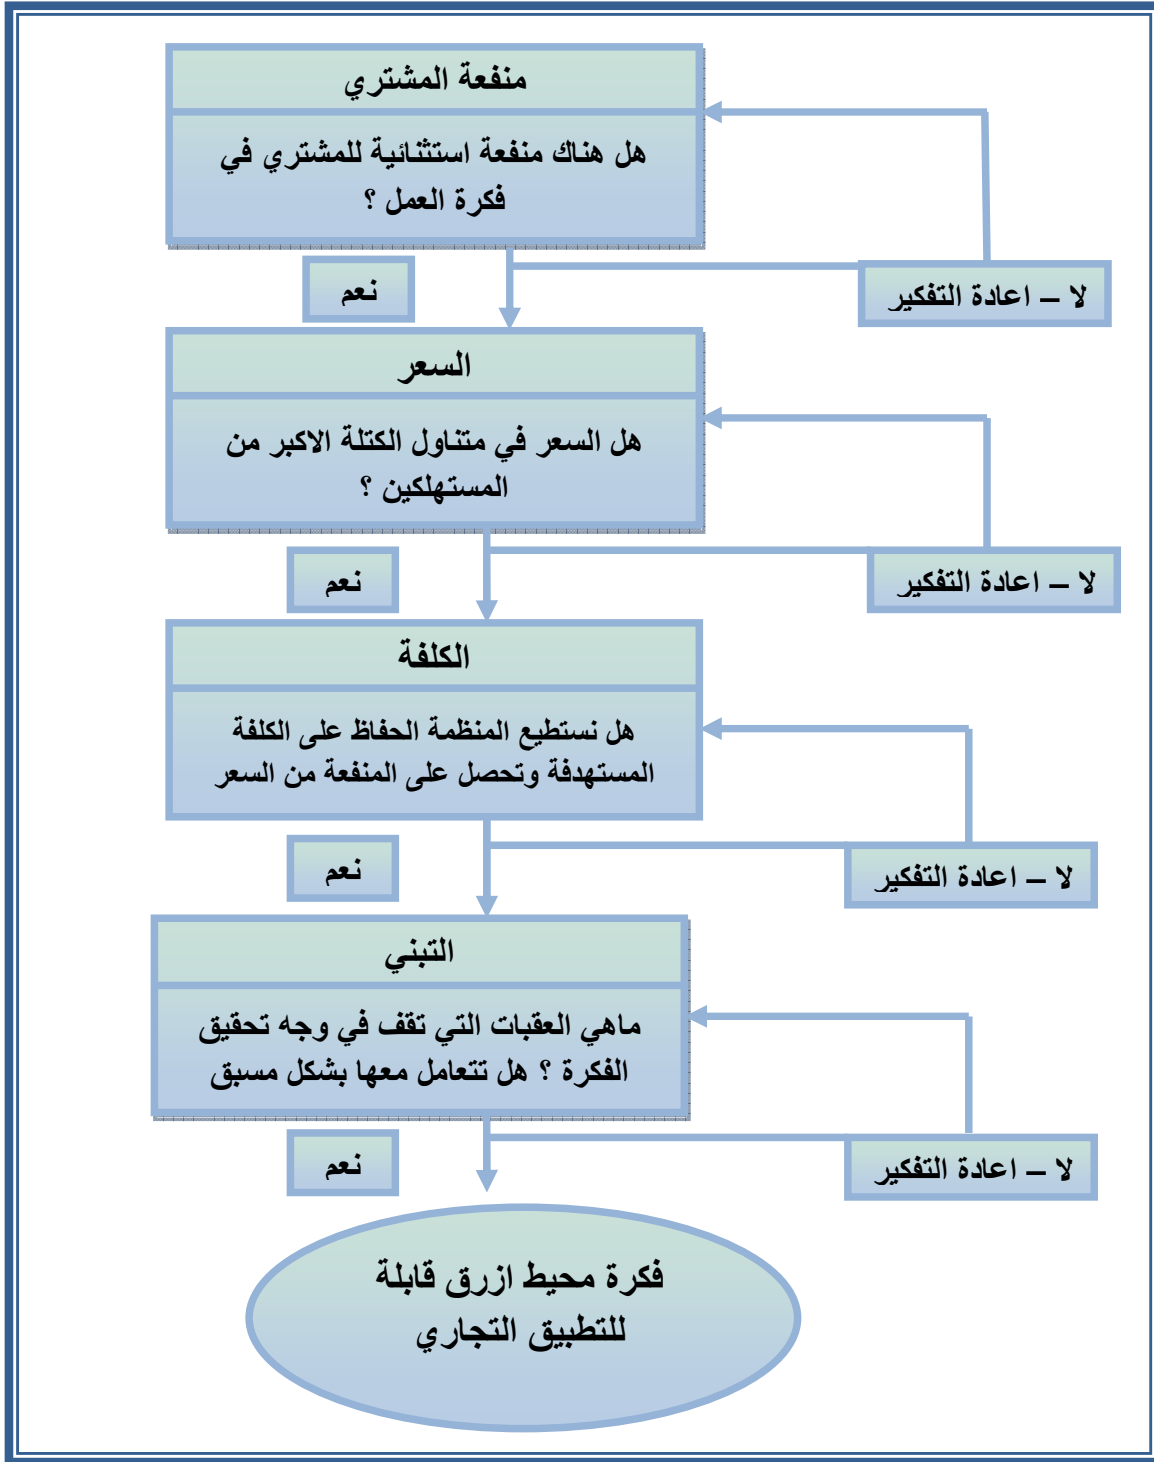 منفعة المشتري
هل هناك منفعة استثنائية للمشتري في
فكرة العمل ؟
نعم
لا – اعادة التفكير
السعر
هل السعر في متناول الكتلة الاكبر من
المستهلكين ؟
نعم
لا – اعادة التفكير
الكلفة
هل نستطيع المنظمة الحفاظ على الكلفة
المستهدفة وتحصل على المنفعة من السعر
نعم
لا – اعادة التفكير
التبني
ماهي العقبات التي تقف في وجه تحقيق
الفكرة ؟ هل تتعامل معها بشكل مسبق
نعم
لا – اعادة التفكير
فكرة محيط ازرق قابلة
للتطبيق التجاري